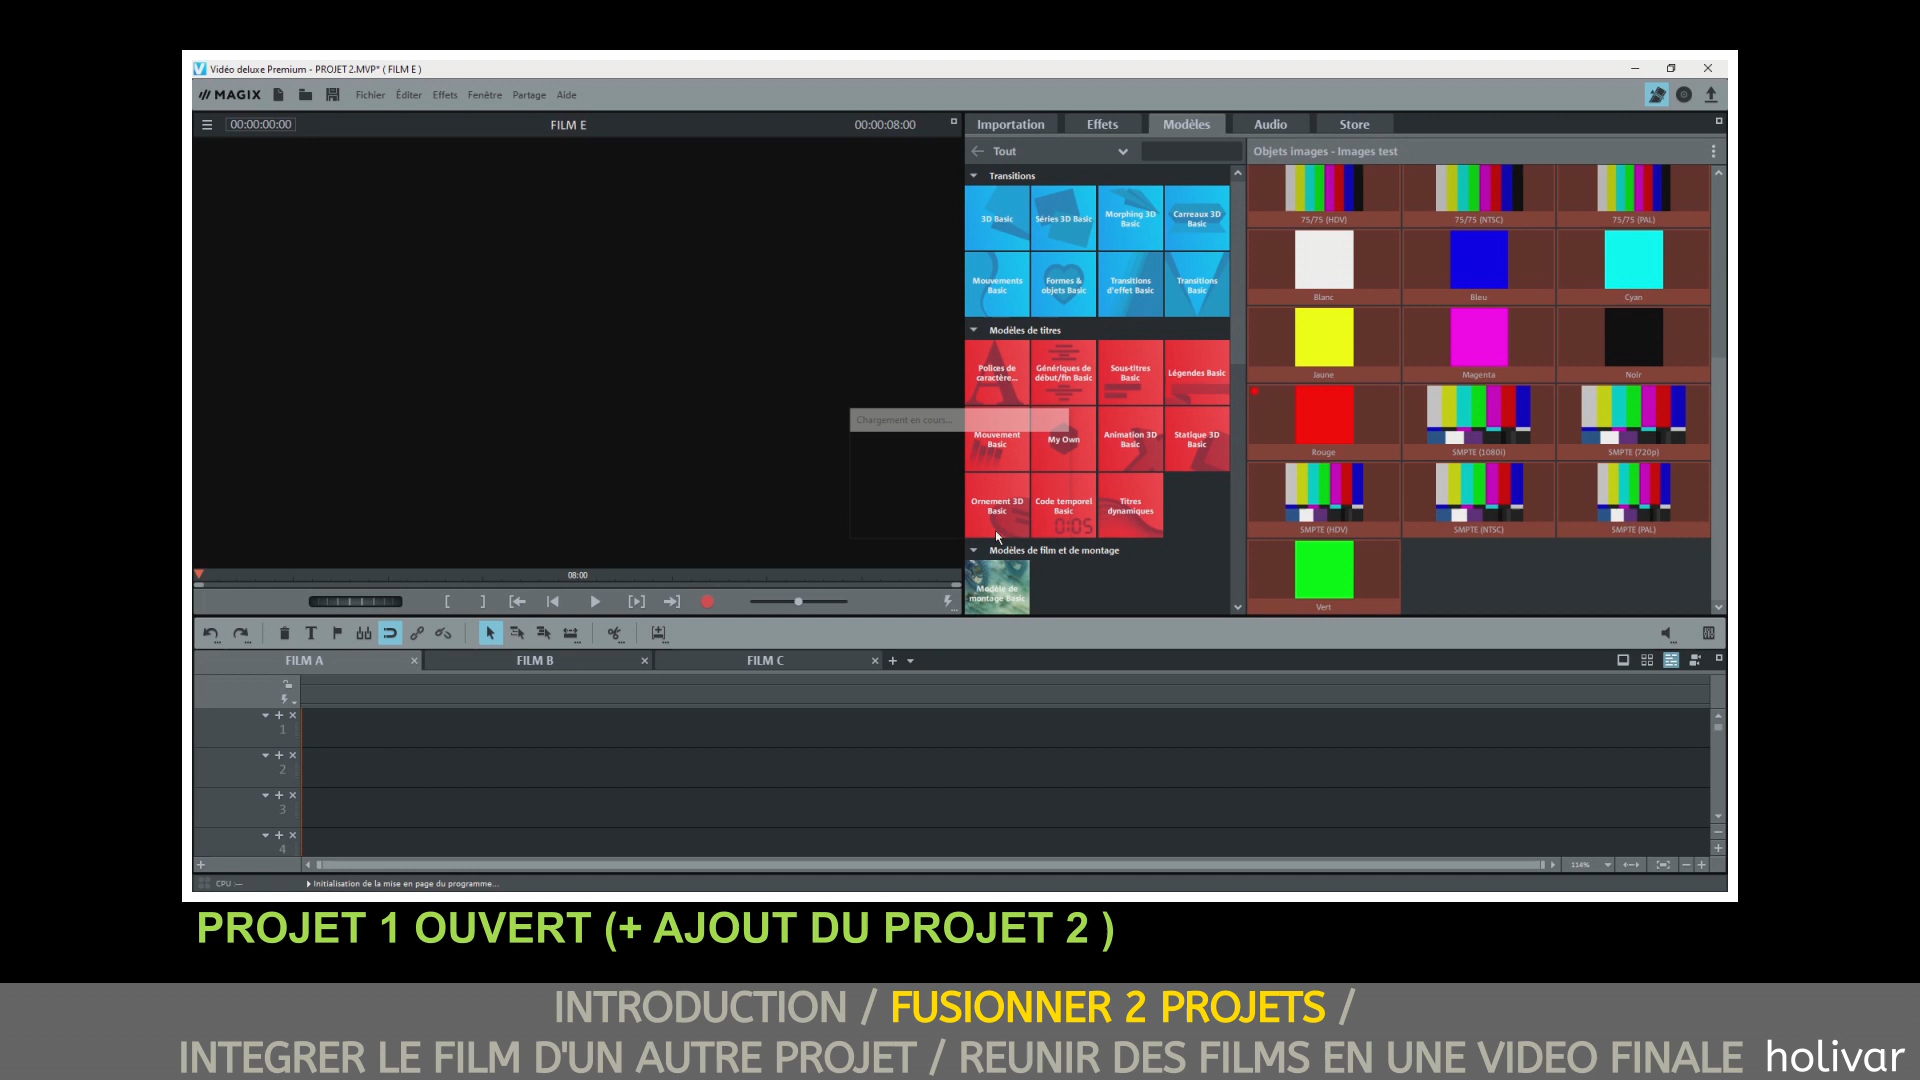 Vidéo deluxe Premium - PROJET 2.MVP* ( FILM E )
MAGIX Fichier Éditer Effets Fenêtre Partage Aide
00:00:00:00 FILM E 00:00:08:00
Importation Effets Modèles Audio Store
Tout
Objets images - Images test
Transitions
3D Basic
Séries 3D Basic
Morphing 3D Basic
Carreaux 3D Basic
Mouvements Basic
Formes & objets Basic
Transitions d'effet Basic
Transitions Basic
Modèles de titres
Polices de caractère...
Génériques de début/fin Basic
Sous-titres Basic
Légendes Basic
Chargement en cours...
Mouvement Basic
My Own
Animation 3D Basic
Statique 3D Basic
Ornement 3D Basic
Code temporel Basic
0:05
Titres dynamiques
Modèles de film et de montage
Modèle de montage Basic
75/75 (HDV) 75/75 (NTSC) 75/75 (PAL)
Blanc Bleu Cyan
Jaune Magenta Noir
Rouge SMPTE (1080i) SMPTE (720p)
SMPTE (HDV) SMPTE (NTSC) SMPTE (PAL)
Vert
08:00
FILM A FILM B FILM C
1
2
3
4
114%
CPU :— Initialisation de la mise en page du programme...
PROJET 1 OUVERT (+ AJOUT DU PROJET 2 )
INTRODUCTION / FUSIONNER 2 PROJETS /
INTEGRER LE FILM D'UN AUTRE PROJET / REUNIR DES FILMS EN UNE VIDEO FINALE
holivar